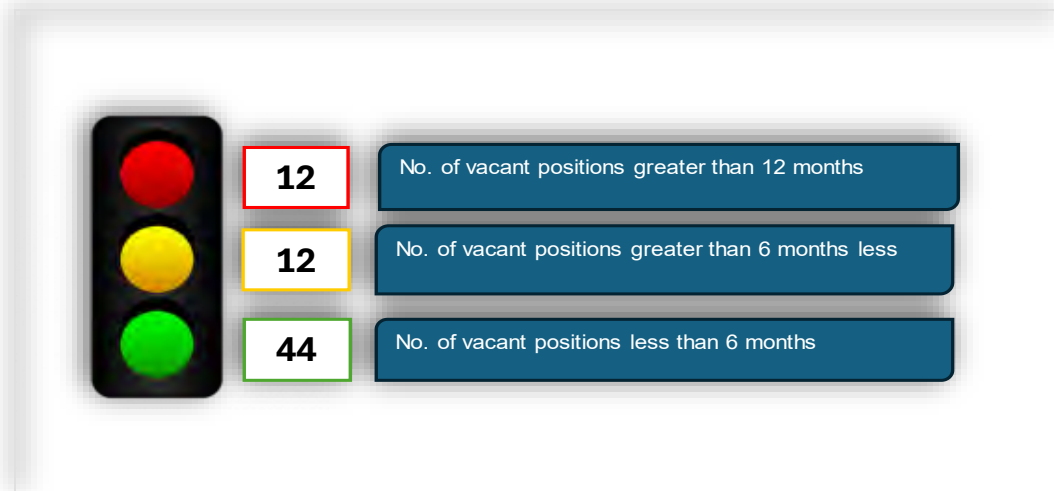 12
No. of vacant positions greater than 12 months
12
No. of vacant positions greater than 6 months less
44
No. of vacant positions less than 6 months